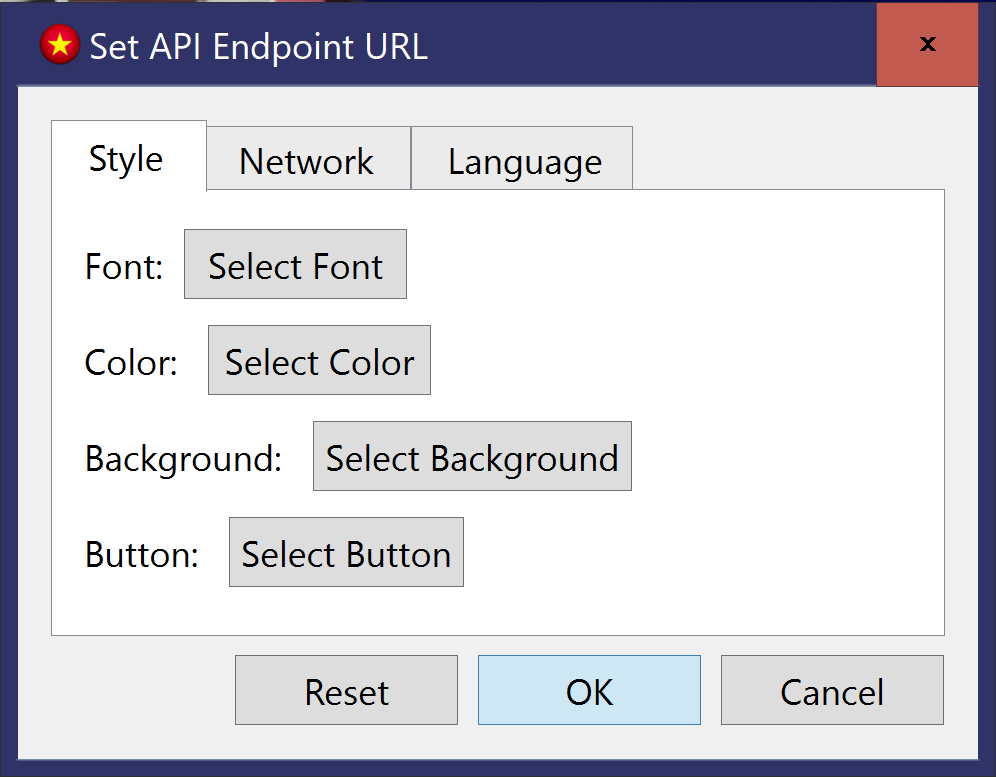 Set API Endpoint URL
x
Style Network Language
Font: Select Font
Color: Select Color
Background: Select Background
Button: Select Button
Reset OK Cancel